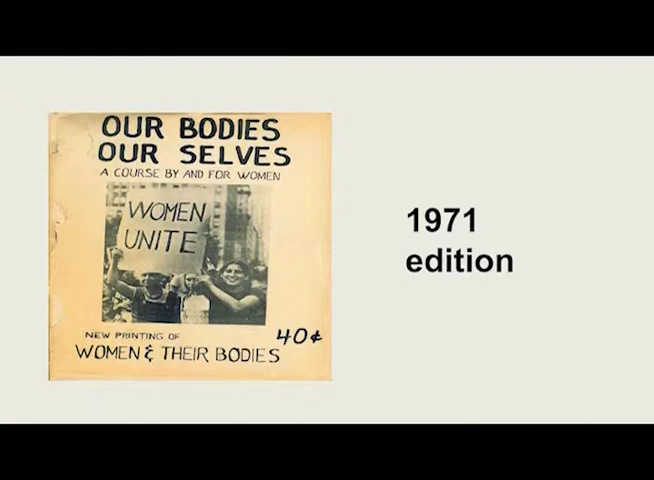 OUR BODIES
OUR SELVES
A COURSE BY AND FOR WOMEN
WOMEN
UNITE
NEW PRINTING OF
40¢
WOMEN & THEIR BODIES
1971
edition